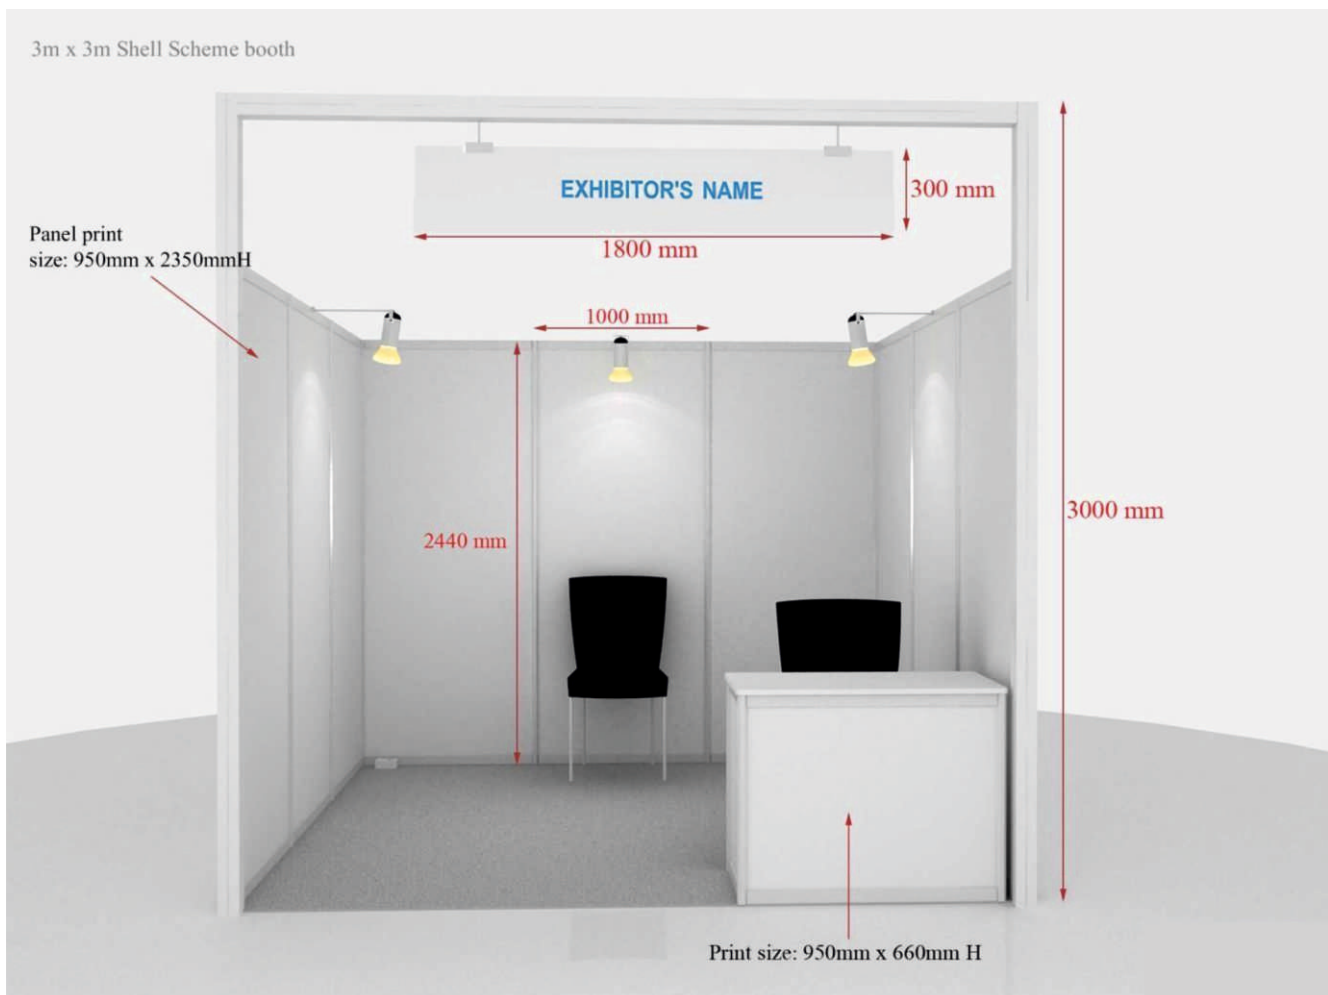 3m x 3m Shell Scheme booth
EXHIBITOR'S NAME
300 mm
1800 mm
Panel print
size: 950mm x 2350mmH
1000 mm
3000 mm
2440 mm
Print size: 950mm x 660mm H